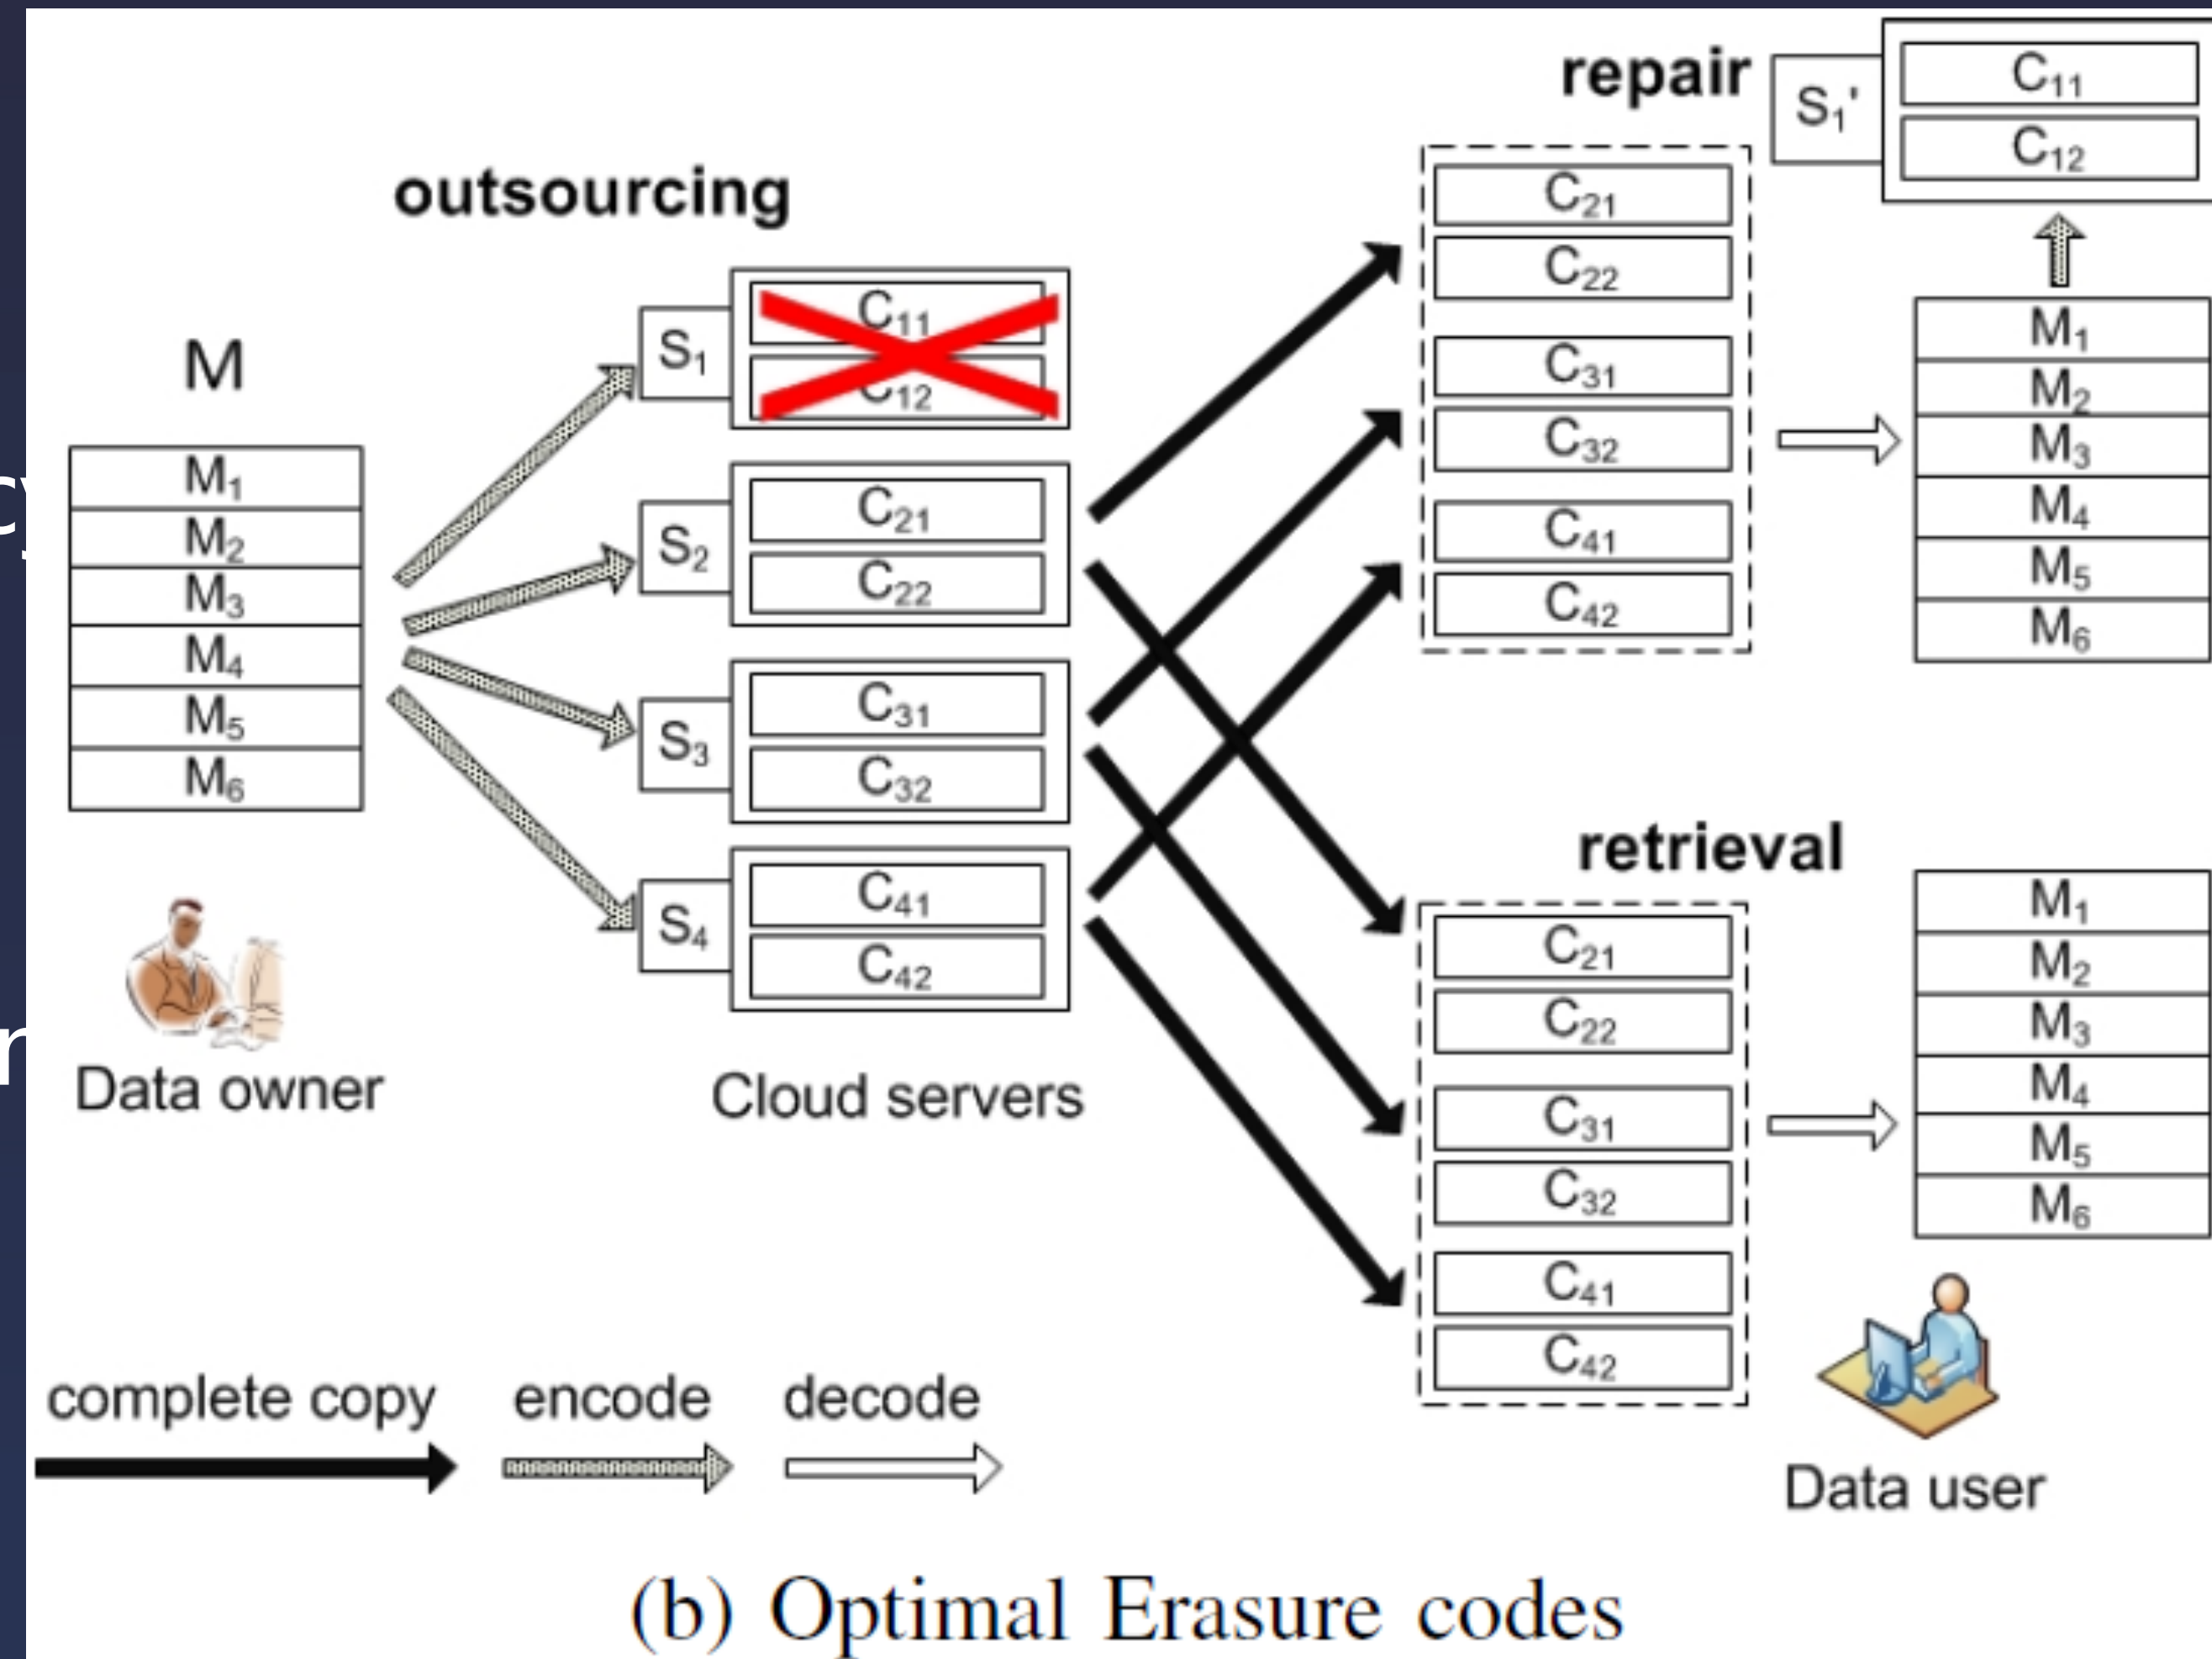 repair
S₁'
C₁₁
C₁₂
outsourcing
M
M₁
M₂
M₃
M₄
M₅
M₆
Data owner
S₁
C₁₁
C₁₂
S₂
C₂₁
C₂₂
S₃
C₃₁
C₃₂
S₄
C₄₁
C₄₂
Cloud servers
C₂₁
C₂₂
C₃₁
C₃₂
C₄₁
C₄₂
M₁
M₂
M₃
M₄
M₅
M₆
retrieval
C₂₁
C₂₂
C₃₁
C₃₂
C₄₁
C₄₂
M₁
M₂
M₃
M₄
M₅
M₆
Data user
complete copy
encode
decode
(b) Optimal Erasure codes